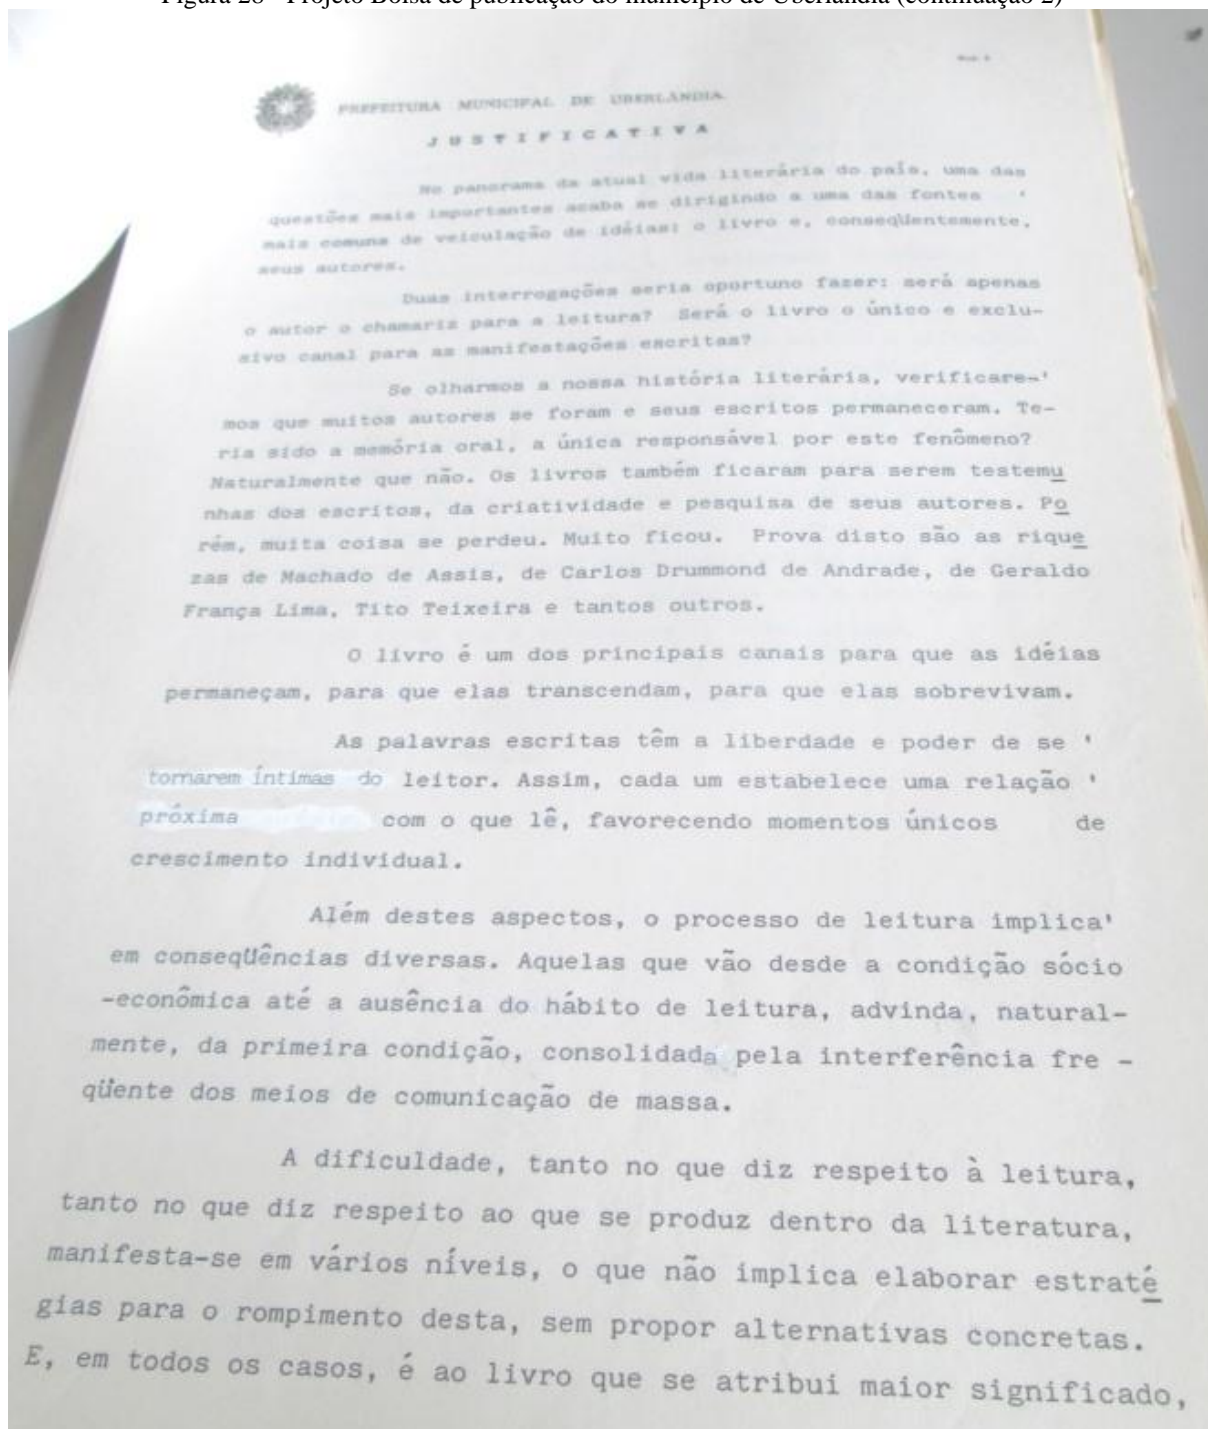 Figura 28 - Projeto Bolsa de publicação do município de Uberlândia (continuação 2)
PREFEITURA MUNICIPAL DE UBERLÂNDIA
JUSTIFICATIVA
No panorama da atual vida literária do país, uma das
questões mais importantes acaba se dirigindo a uma das fontes '
mais comuns de veiculação de idéias: o livro e, conseqüentemente,
seus autores.
Duas interrogações seria oportuno fazer: será apenas
o autor o chamariz para a leitura? Será o livro o único e exclu-
sivo canal para as manifestações escritas?
Se olharmos a nossa história literária, verificare-'
mos que muitos autores se foram e seus escritos permaneceram. Te-
ria sido a memória oral, a única responsável por este fenômeno?
Naturalmente que não. Os livros também ficaram para serem testemu
nhas dos escritos, da criatividade e pesquisa de seus autores. Po
rém, muita coisa se perdeu. Muito ficou. Prova disto são as rique
zas de Machado de Assis, de Carlos Drummond de Andrade, de Geraldo
França Lima, Tito Teixeira e tantos outros.
O livro é um dos principais canais para que as idéias
permaneçam, para que elas transcendam, para que elas sobrevivam.
As palavras escritas têm a liberdade e poder de se '
tornarem íntimas do leitor. Assim, cada um estabelece uma relação '
próxima com o que lê, favorecendo momentos únicos de
crescimento individual.
Além destes aspectos, o processo de leitura implica'
em conseqüências diversas. Aquelas que vão desde a condição sócio
-econômica até a ausência do hábito de leitura, advinda, natural-
mente, da primeira condição, consolidada pela interferência fre -
qüente dos meios de comunicação de massa.
A dificuldade, tanto no que diz respeito à leitura,
tanto no que diz respeito ao que se produz dentro da literatura,
manifesta-se em vários níveis, o que não implica elaborar estraté
gias para o rompimento desta, sem propor alternativas concretas.
E, em todos os casos, é ao livro que se atribui maior significado,